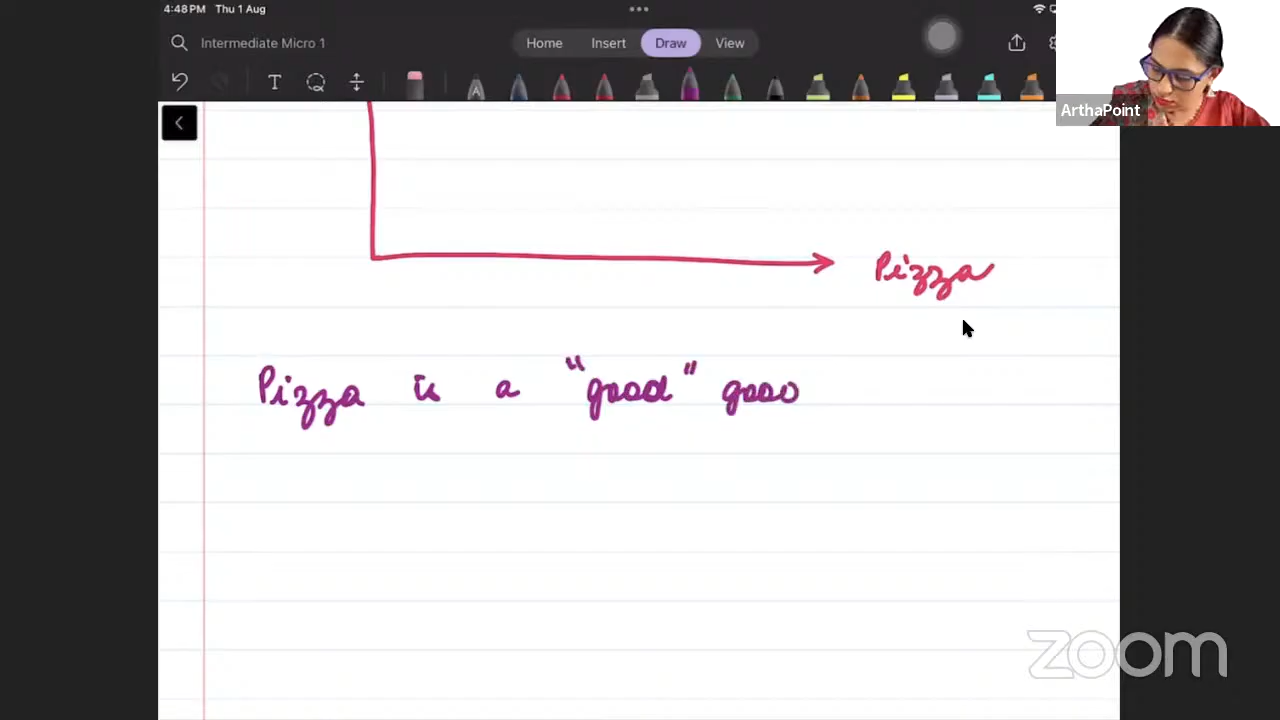 4:48 PM Thu 1 Aug
Intermediate Micro 1
Home Insert Draw View
T
A
ArthaPoint
Pizza
Pizza is a "good" goo
zoom